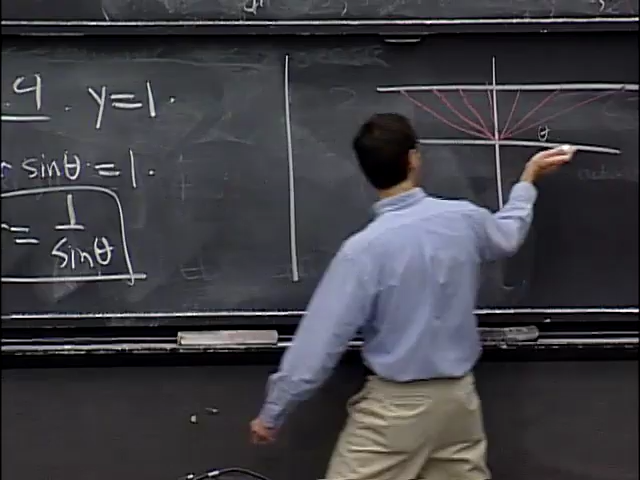 .4. y=1.
r sinθ = 1.
= 1/sinθ
θ